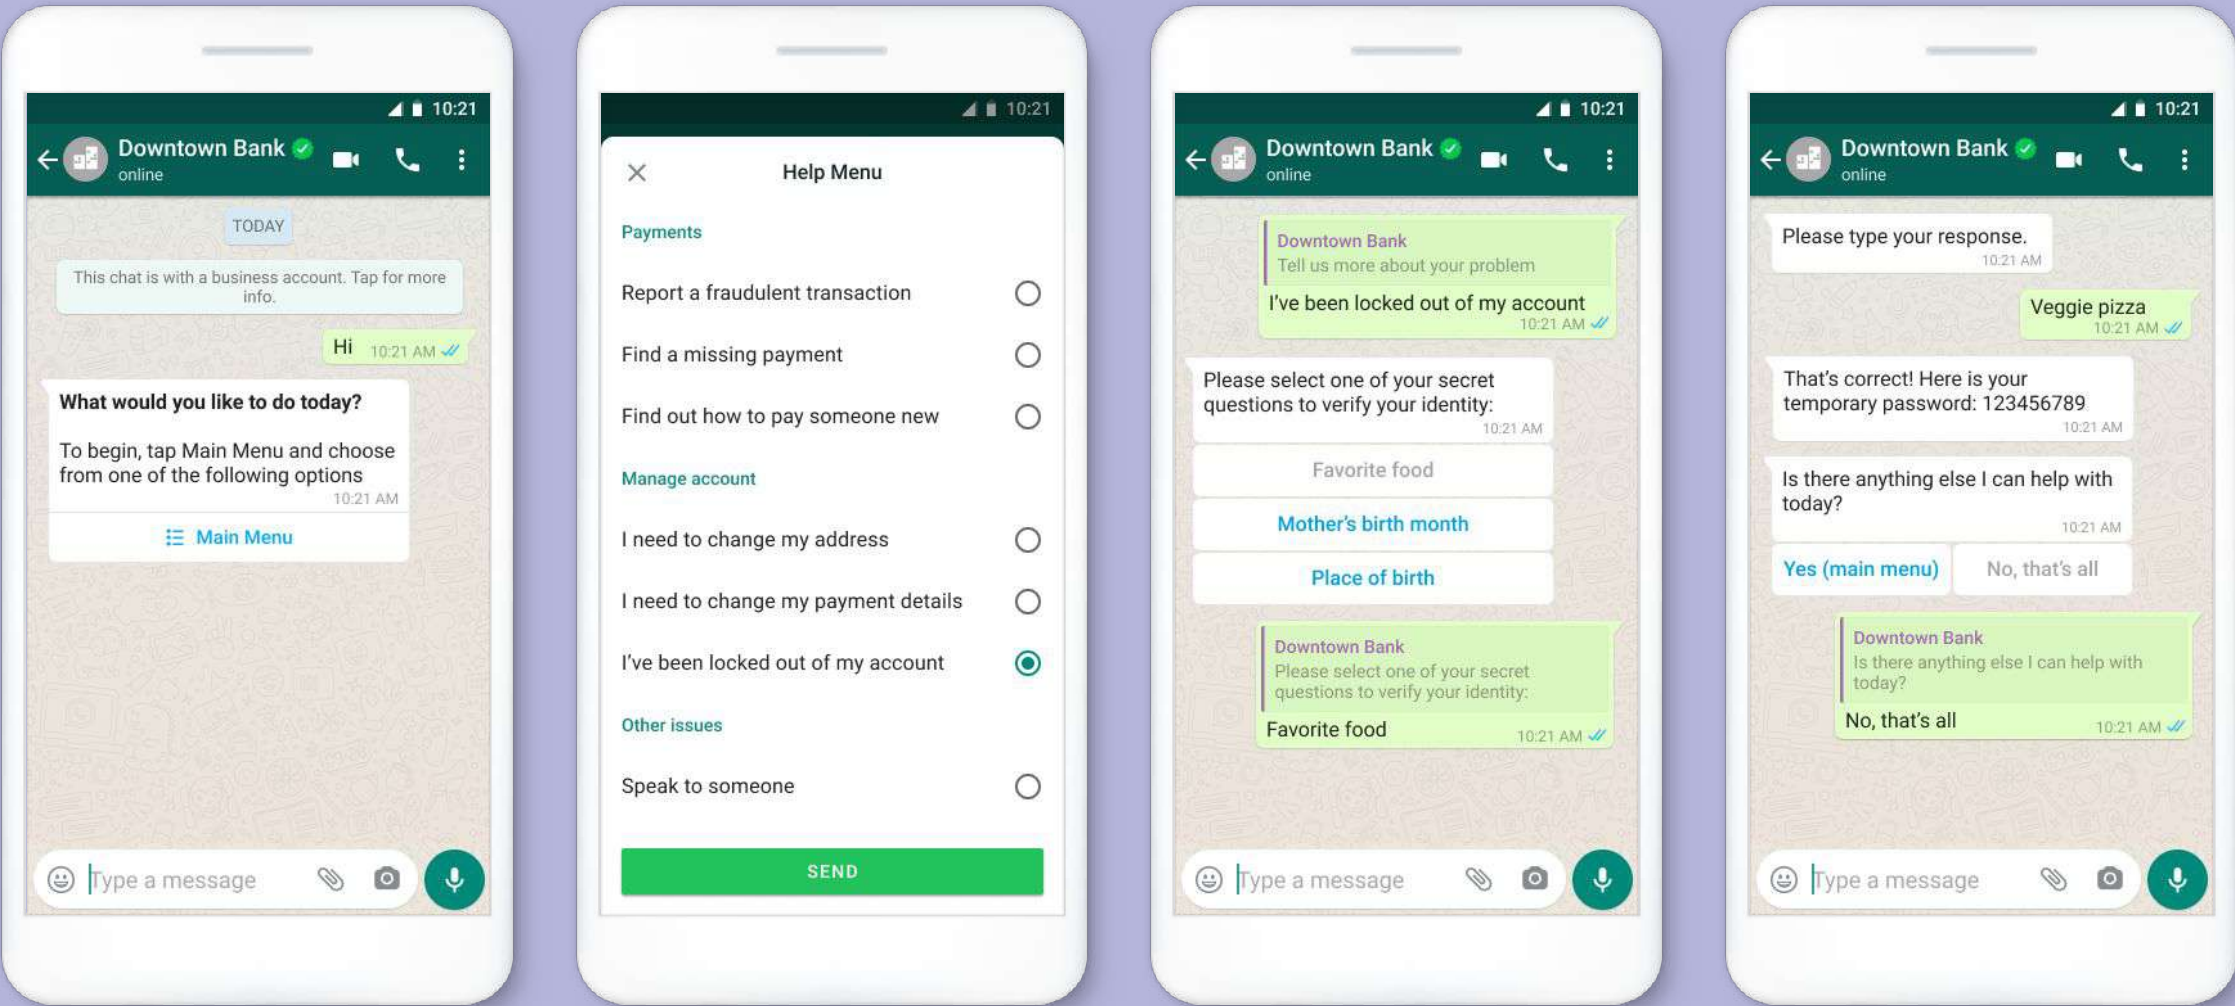 10:21
Downtown Bank
online
TODAY
This chat is with a business account. Tap for more
info.
Hi 10:21 AM
What would you like to do today?
To begin, tap Main Menu and choose
from one of the following options
10:21 AM
Main Menu
Type a message
10:21
Help Menu
Payments
Report a fraudulent transaction
Find a missing payment
Find out how to pay someone new
Manage account
I need to change my address
I need to change my payment details
I've been locked out of my account
Other issues
Speak to someone
SEND
10:21
Downtown Bank
online
Downtown Bank
Tell us more about your problem
I've been locked out of my account
10:21 AM
Please select one of your secret
questions to verify your identity:
10:21 AM
Favorite food
Mother's birth month
Place of birth
Downtown Bank
Please select one of your secret
questions to verify your identity:
Favorite food 10:21 AM
Type a message
10:21
Downtown Bank
online
Please type your response.
10:21 AM
Veggie pizza
10:21 AM
That's correct! Here is your
temporary password: 123456789
10:21 AM
Is there anything else I can help with
today?
10:21 AM
Yes (main menu) No, that's all
Downtown Bank
Is there anything else I can help with
today?
No, that's all 10:21 AM
Type a message